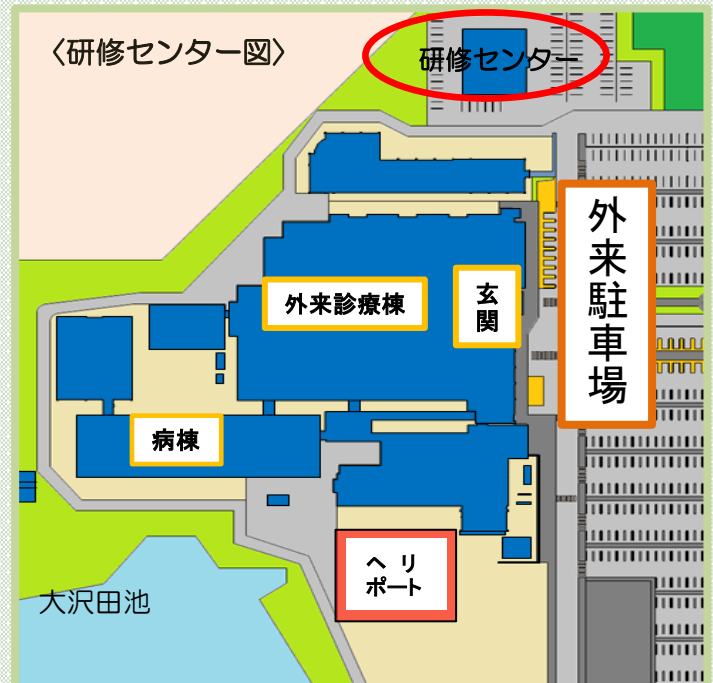 〈研修センター図〉
研修センター
外来駐車場
外来診療棟
玄関
病棟
ヘリ
ポート
大沢田池